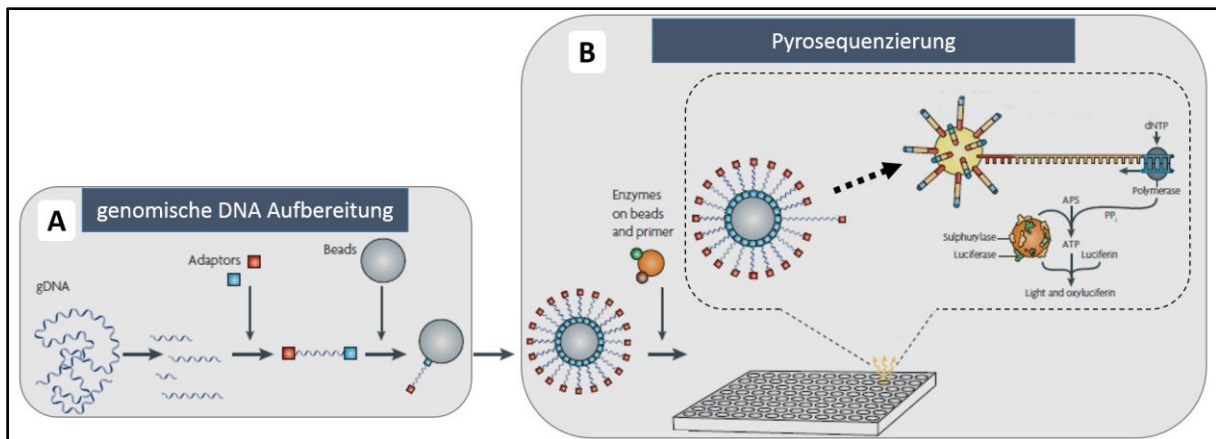 A
genomische DNA Aufbereitung
gDNA
Adaptors
Beads
B
Pyrosequenzierung
Enzymes
on beads
and primer
dNTP
Polymerase
APS
PPi
Sulphurylase
Luciferase
ATP
Luciferin
Light and oxyluciferin